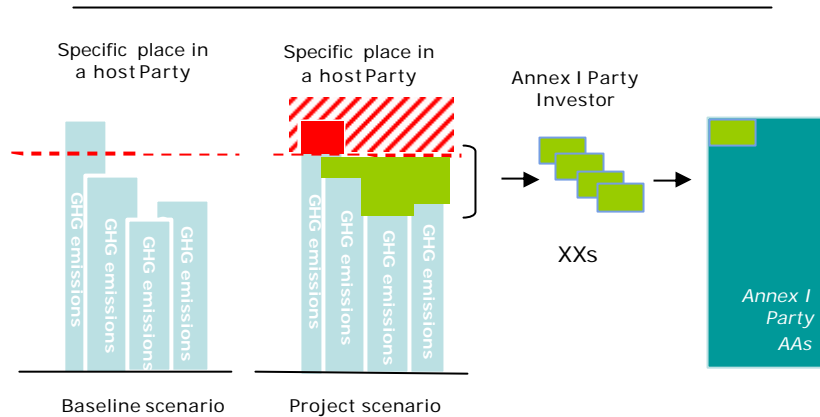 Specific place in
a host Party
Specific place in
a host Party
Annex I Party
Investor
GHG emissions
GHG emissions
GHG emissions
GHG emissions
GHG emissions
GHG emissions
GHG emissions
GHG emissions
XXs
Annex I
Party
AAs
Baseline scenario
Project scenario